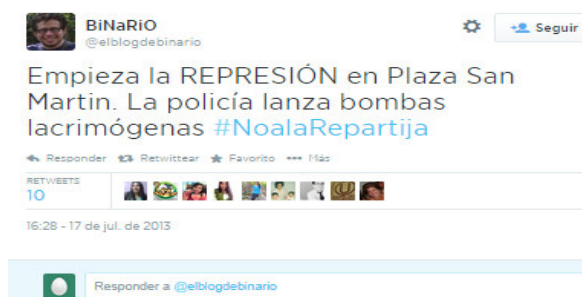 BiNaRiO
@elblogdebinario
Seguir
Empieza la REPRESIÓN en Plaza San
Martin. La policía lanza bombas
lacrimógenas #NoalaRepartija
Responder Retwittear Favorito ••• Más
RETWEETS
10
16:28 - 17 de jul. de 2013
Responder a @elblogdebinario